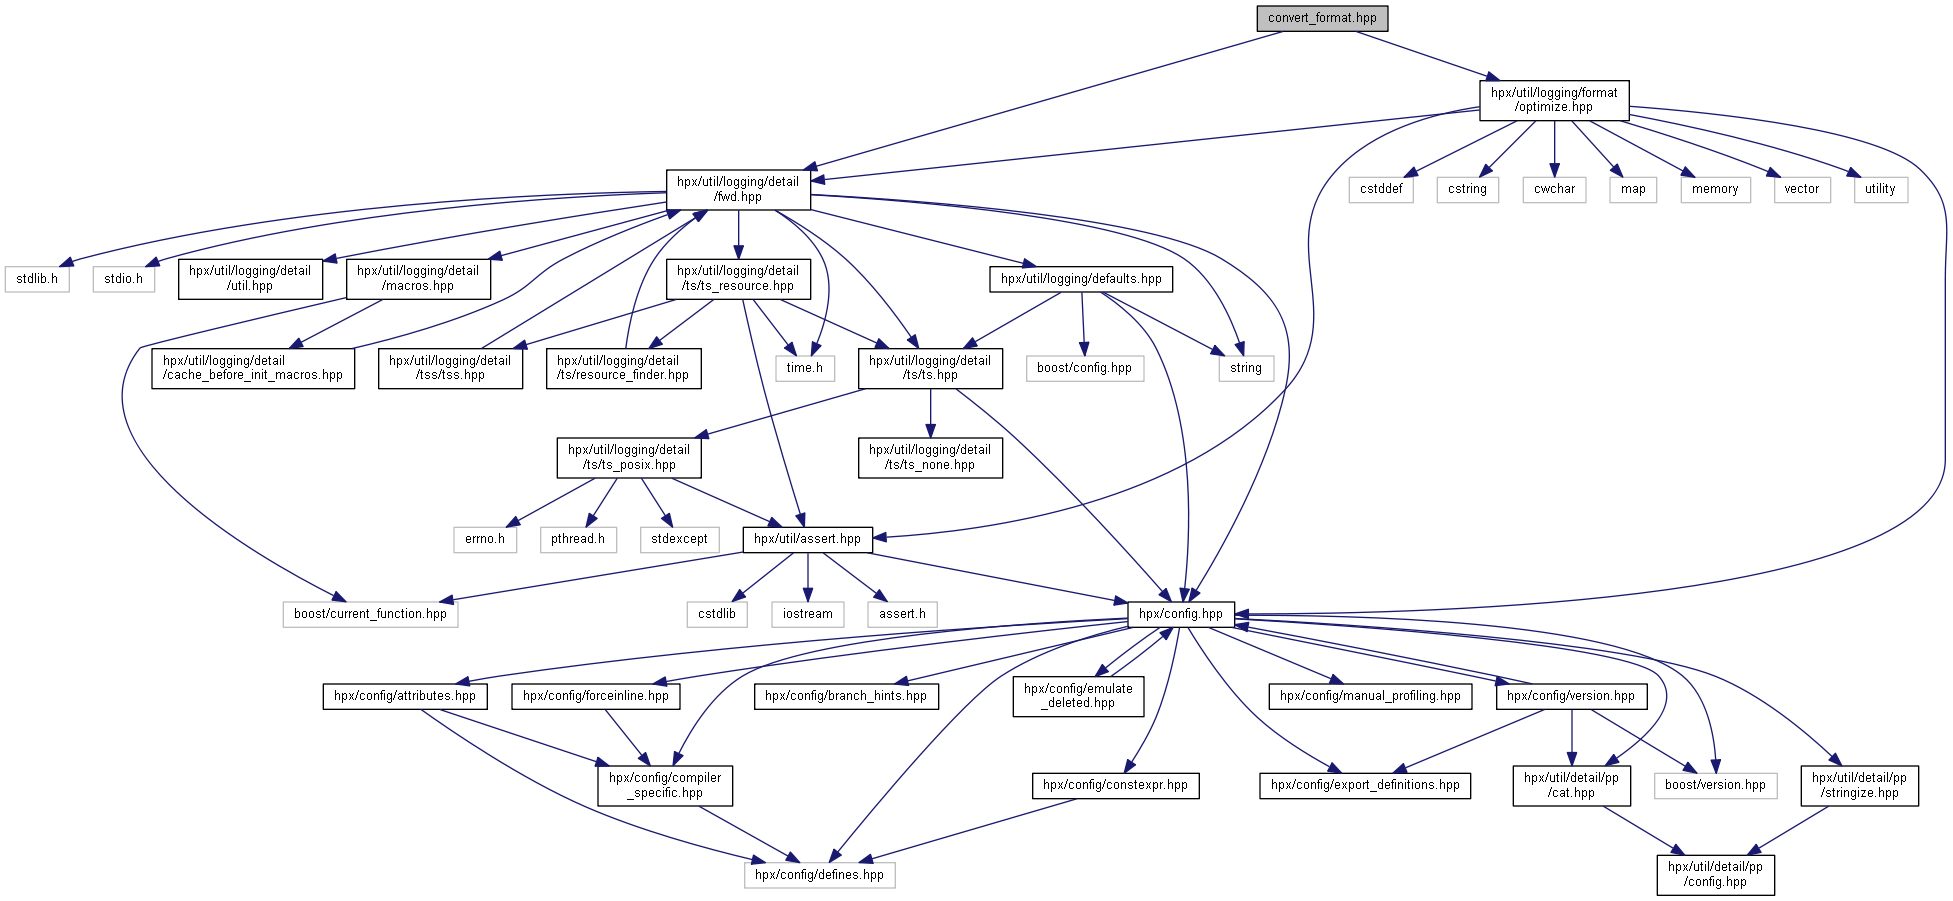 convert_format.hpp
hpx/util/logging/format
/optimize.hpp
hpx/util/logging/detail
/fwd.hpp
cstddef
cstring
cwchar
map
memory
vector
utility
stdlib.h
stdio.h
hpx/util/logging/detail
/util.hpp
hpx/util/logging/detail
/macros.hpp
hpx/util/logging/detail
/ts/ts_resource.hpp
hpx/util/logging/defaults.hpp
hpx/util/logging/detail
/cache_before_init_macros.hpp
hpx/util/logging/detail
/tss/tss.hpp
hpx/util/logging/detail
/ts/resource_finder.hpp
time.h
hpx/util/logging/detail
/ts/ts.hpp
boost/config.hpp
string
hpx/util/logging/detail
/ts/ts_posix.hpp
hpx/util/logging/detail
/ts/ts_none.hpp
errno.h
pthread.h
stdexcept
hpx/util/assert.hpp
boost/current_function.hpp
cstdlib
iostream
assert.h
hpx/config.hpp
hpx/config/attributes.hpp
hpx/config/forceinline.hpp
hpx/config/branch_hints.hpp
hpx/config/emulate
_deleted.hpp
hpx/config/manual_profiling.hpp
hpx/config/version.hpp
hpx/config/compiler
_specific.hpp
hpx/config/constexpr.hpp
hpx/config/export_definitions.hpp
hpx/util/detail/pp
/cat.hpp
boost/version.hpp
hpx/util/detail/pp
/stringize.hpp
hpx/config/defines.hpp
hpx/util/detail/pp
/config.hpp